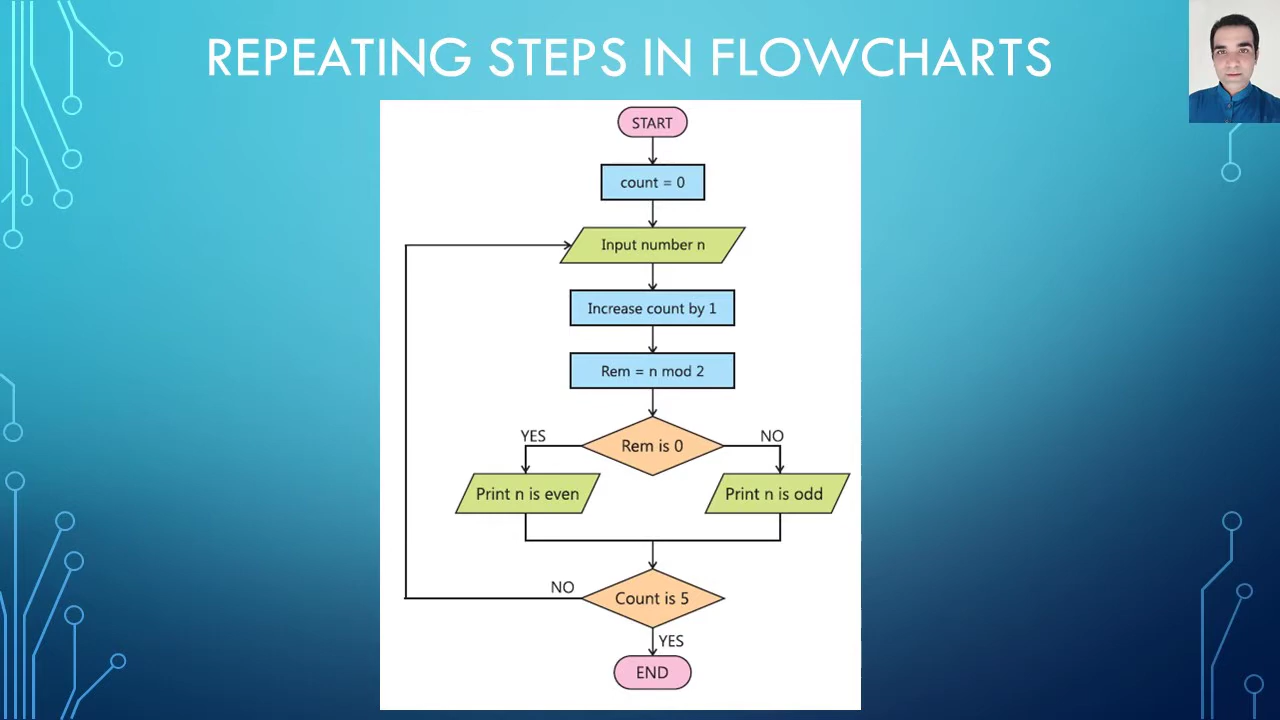 REPEATING STEPS IN FLOWCHARTS
START
count = 0
Input number n
Increase count by 1
Rem = n mod 2
Rem is 0
YES
NO
Print n is even
Print n is odd
Count is 5
NO
YES
END